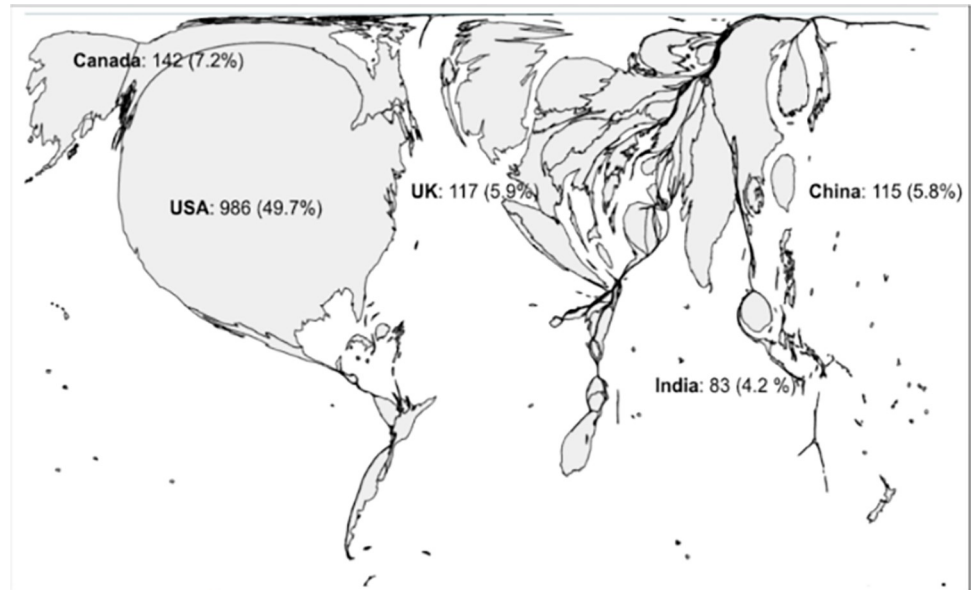 Canada: 142 (7.2%)
USA: 986 (49.7%)
UK: 117 (5,9%)
China: 115 (5.8%)
India: 83 (4.2 %)